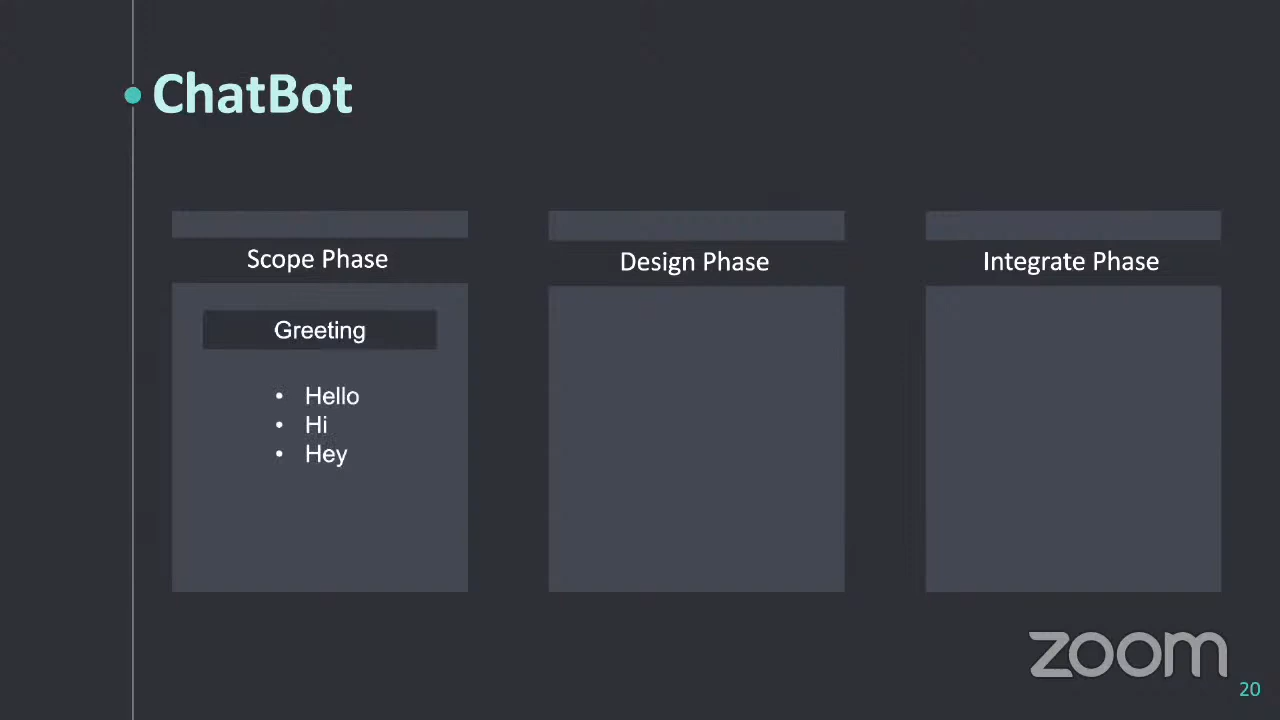 ChatBot
Scope Phase
Design Phase
Integrate Phase
Greeting
• Hello
• Hi
• Hey
zoom
20